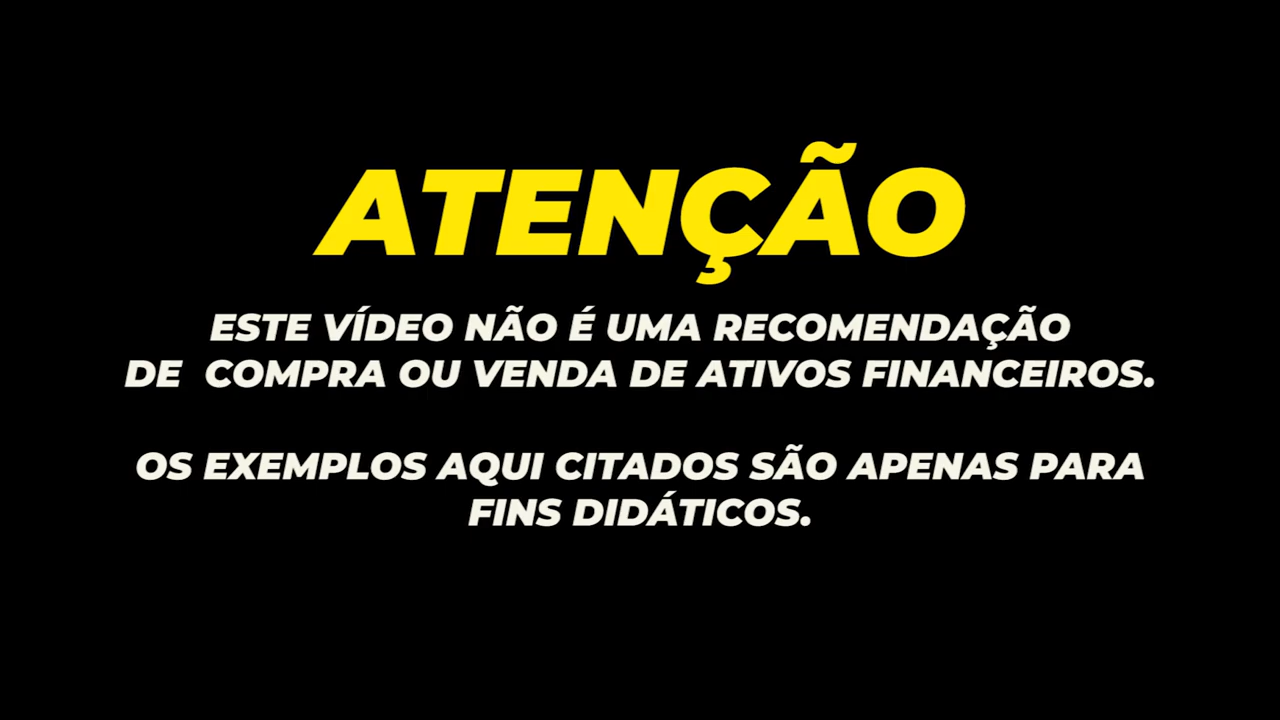 ATENÇÃO
ESTE VÍDEO NÃO É UMA RECOMENDAÇÃO
DE COMPRA OU VENDA DE ATIVOS FINANCEIROS.
OS EXEMPLOS AQUI CITADOS SÃO APENAS PARA
FINS DIDÁTICOS.